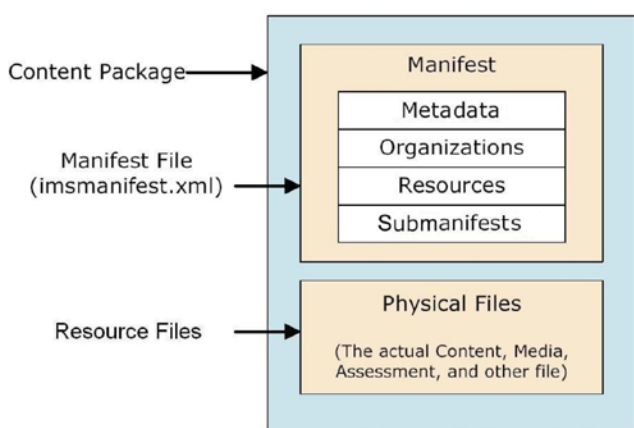 Content Package
Manifest
Metadata
Organizations
Resources
Submanifests
Manifest File
(imsmanifest.xml)
Physical Files
(The actual Content, Media,
Assessment, and other file)
Resource Files